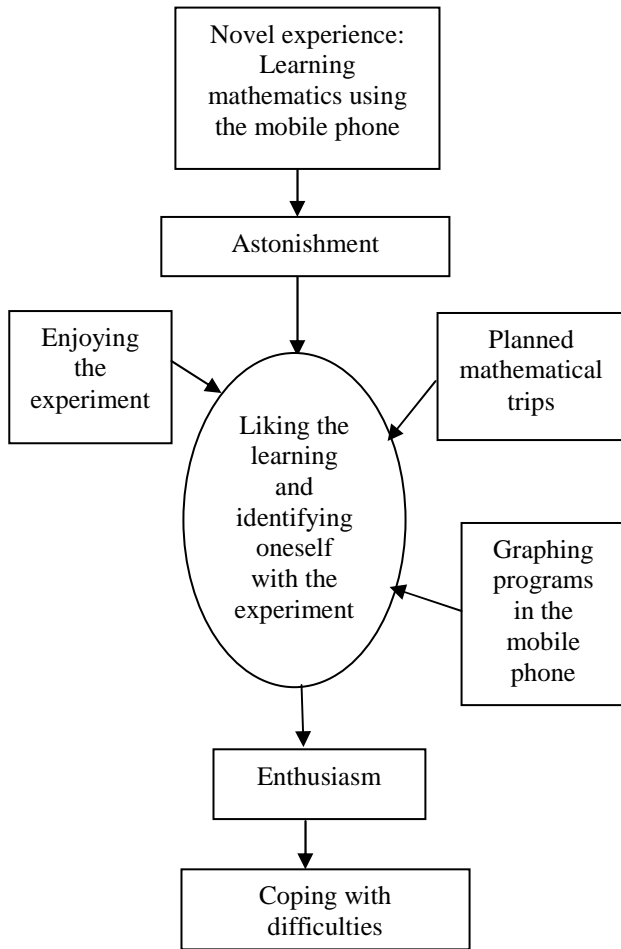 Novel experience:
Learning
mathematics using
the mobile phone
Astonishment
Enjoying
the
experiment
Planned
mathematical
trips
Liking the
learning
and
identifying
oneself
with the
experiment
Graphing
programs
in the
mobile
phone
Enthusiasm
Coping with
difficulties